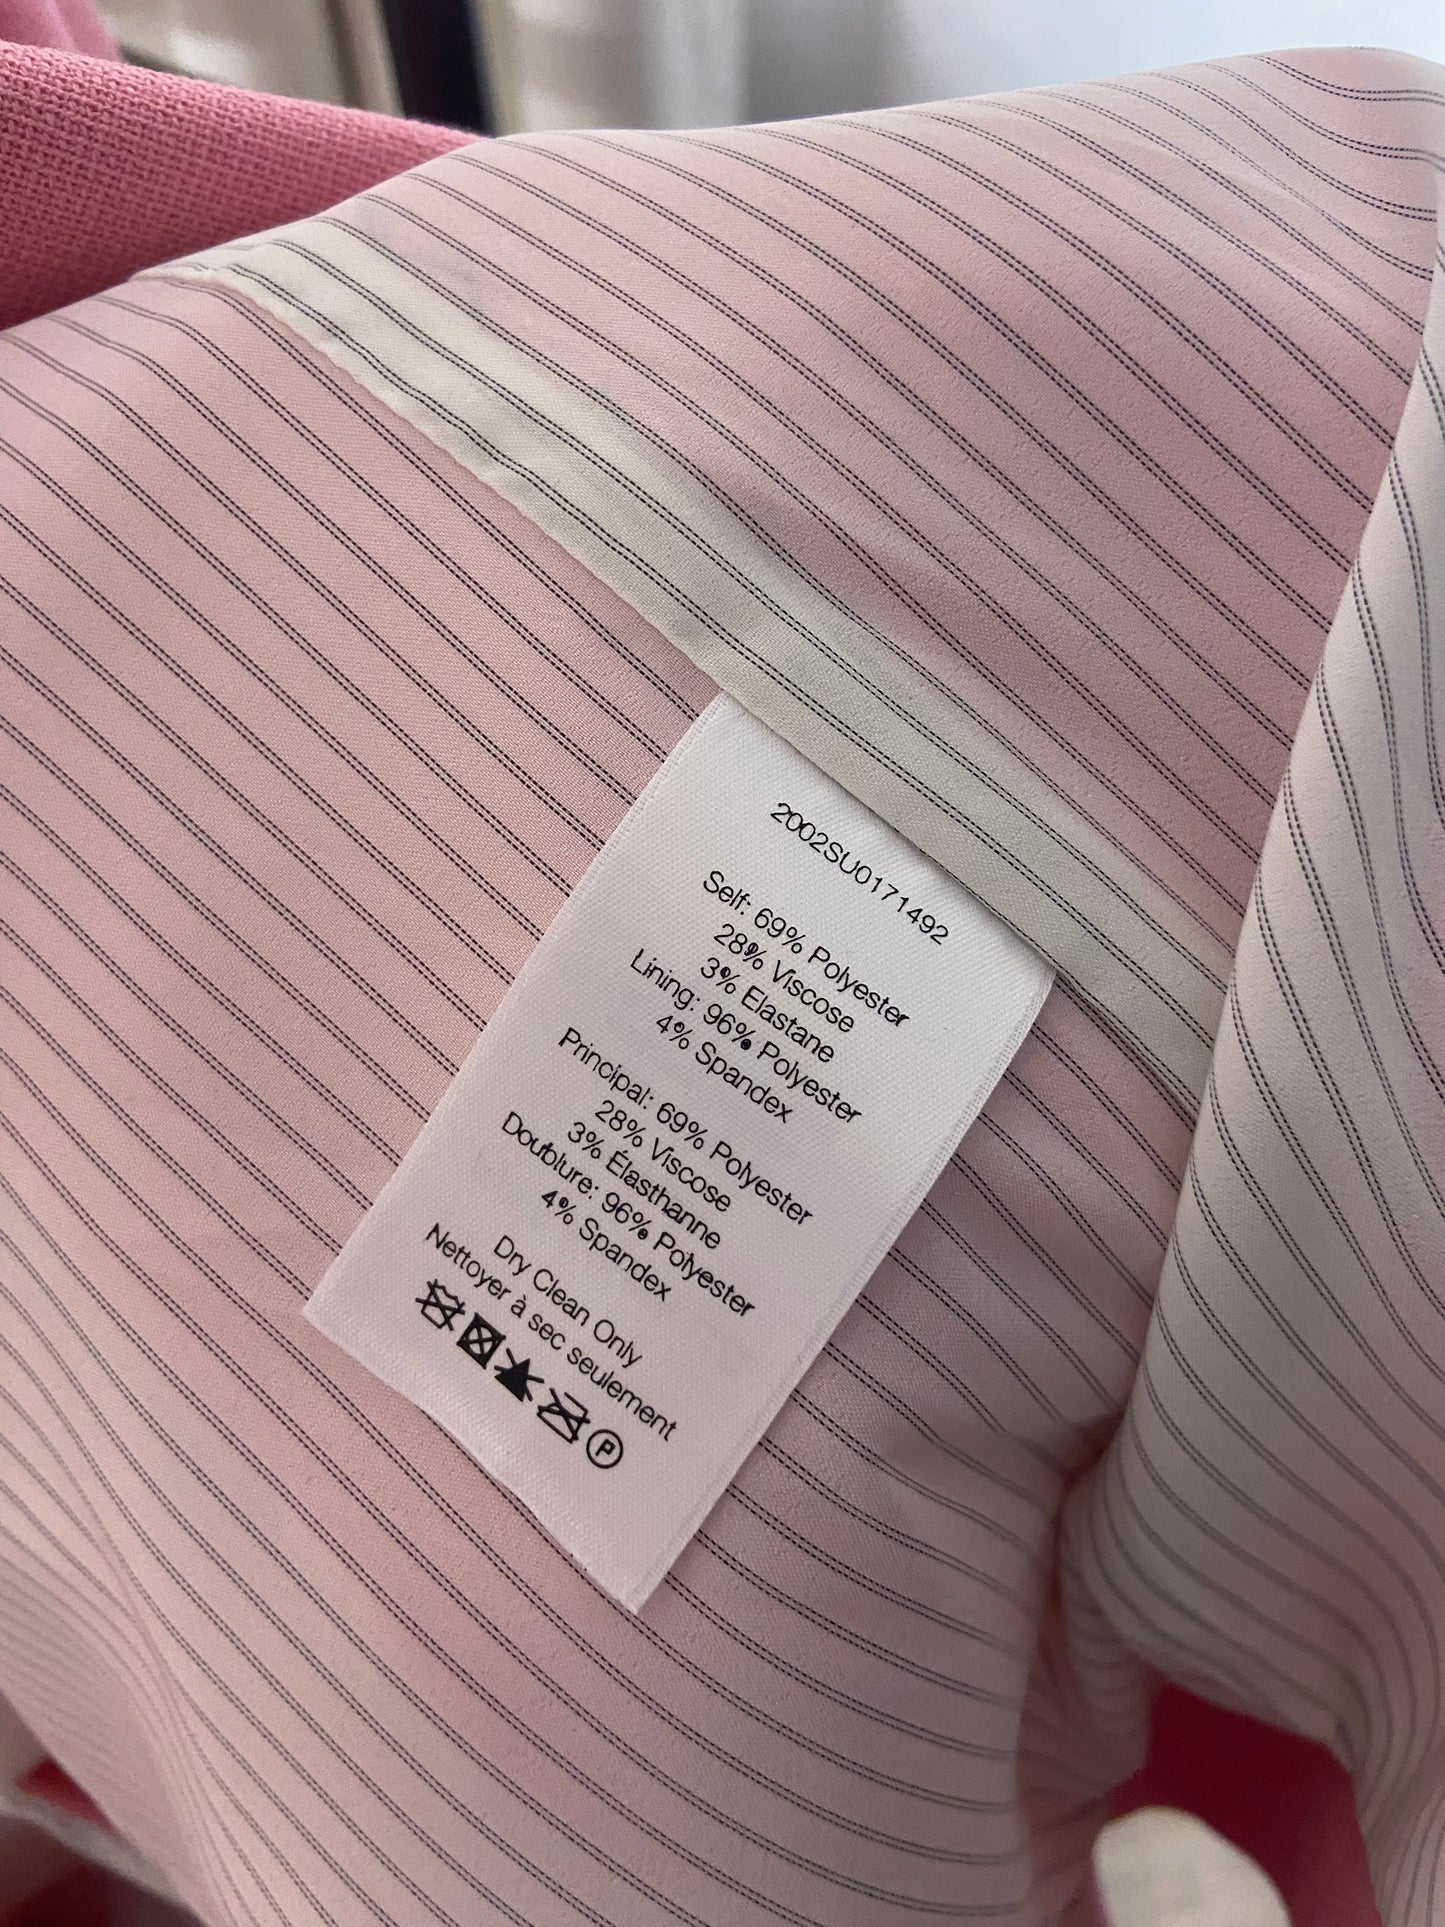 2002SU0171492
Self: 69% Polyester
28% Viscose
3% Elastane
Lining: 96% Polyester
4% Spandex
Principal: 69% Polyester
28% Viscose
3% Élasthanne
Doublure: 96% Polyester
4% Spandex
Dry Clean Only
Nettoyer à sec seulement
P